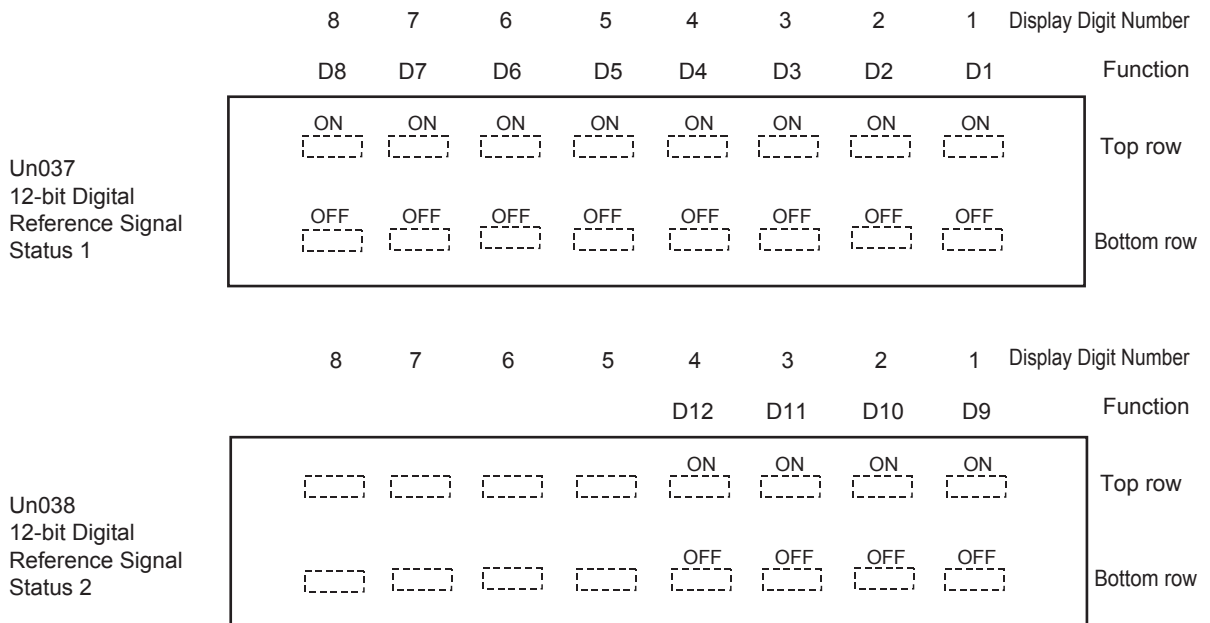 8 7 6 5 4 3 2 1 Display Digit Number
D8 D7 D6 D5 D4 D3 D2 D1 Function
ON ON ON ON ON ON ON ON
Top row
Un037
12-bit Digital
Reference Signal
Status 1
OFF OFF OFF OFF OFF OFF OFF OFF
Bottom row
8 7 6 5 4 3 2 1 Display Digit Number
D12 D11 D10 D9 Function
ON ON ON ON
Top row
Un038
12-bit Digital
Reference Signal
Status 2
OFF OFF OFF OFF
Bottom row